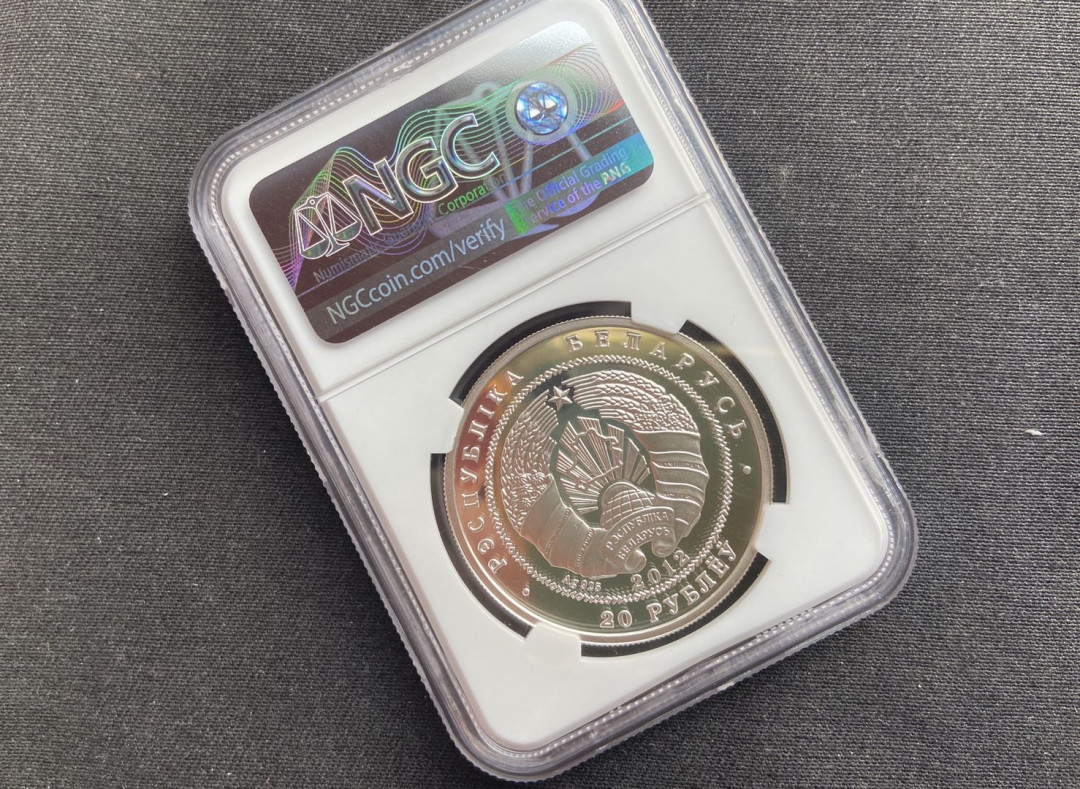 NGC
Numismatic Guaranty Corporation
The Official Grading
Service of the PNG
NGCcoin.com/verify
РЭСПУБЛІКА БЕЛАРУСЬ
РЭСПУБЛІКА
БЕЛАРУСЬ
Ag 925 2012
20 РУБЛЁЎ